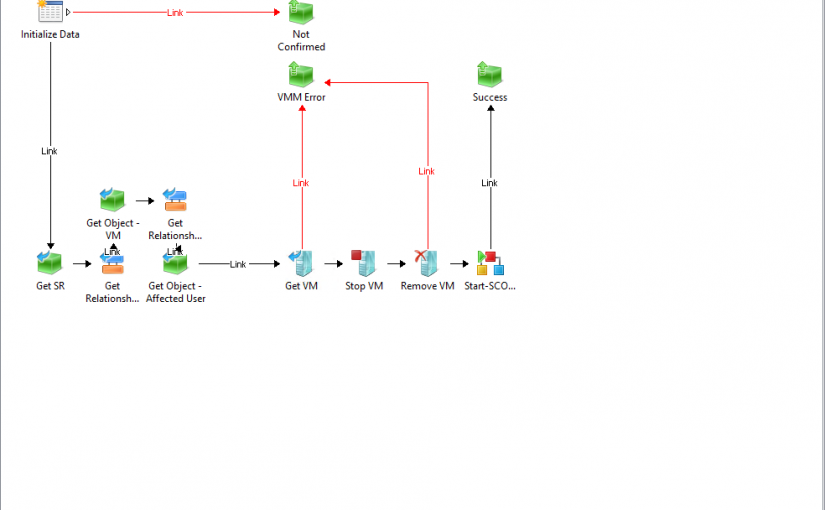 Link
Initialize Data
Not
Confirmed
VMM Error
Success
Link
Link
Link
Link
Get Object -
VM
Get
Relationsh...
Link
Link
Link
Get SR
Get
Relationsh...
Get Object -
Affected User
Get VM
Stop VM
Remove VM
Start-SCO...